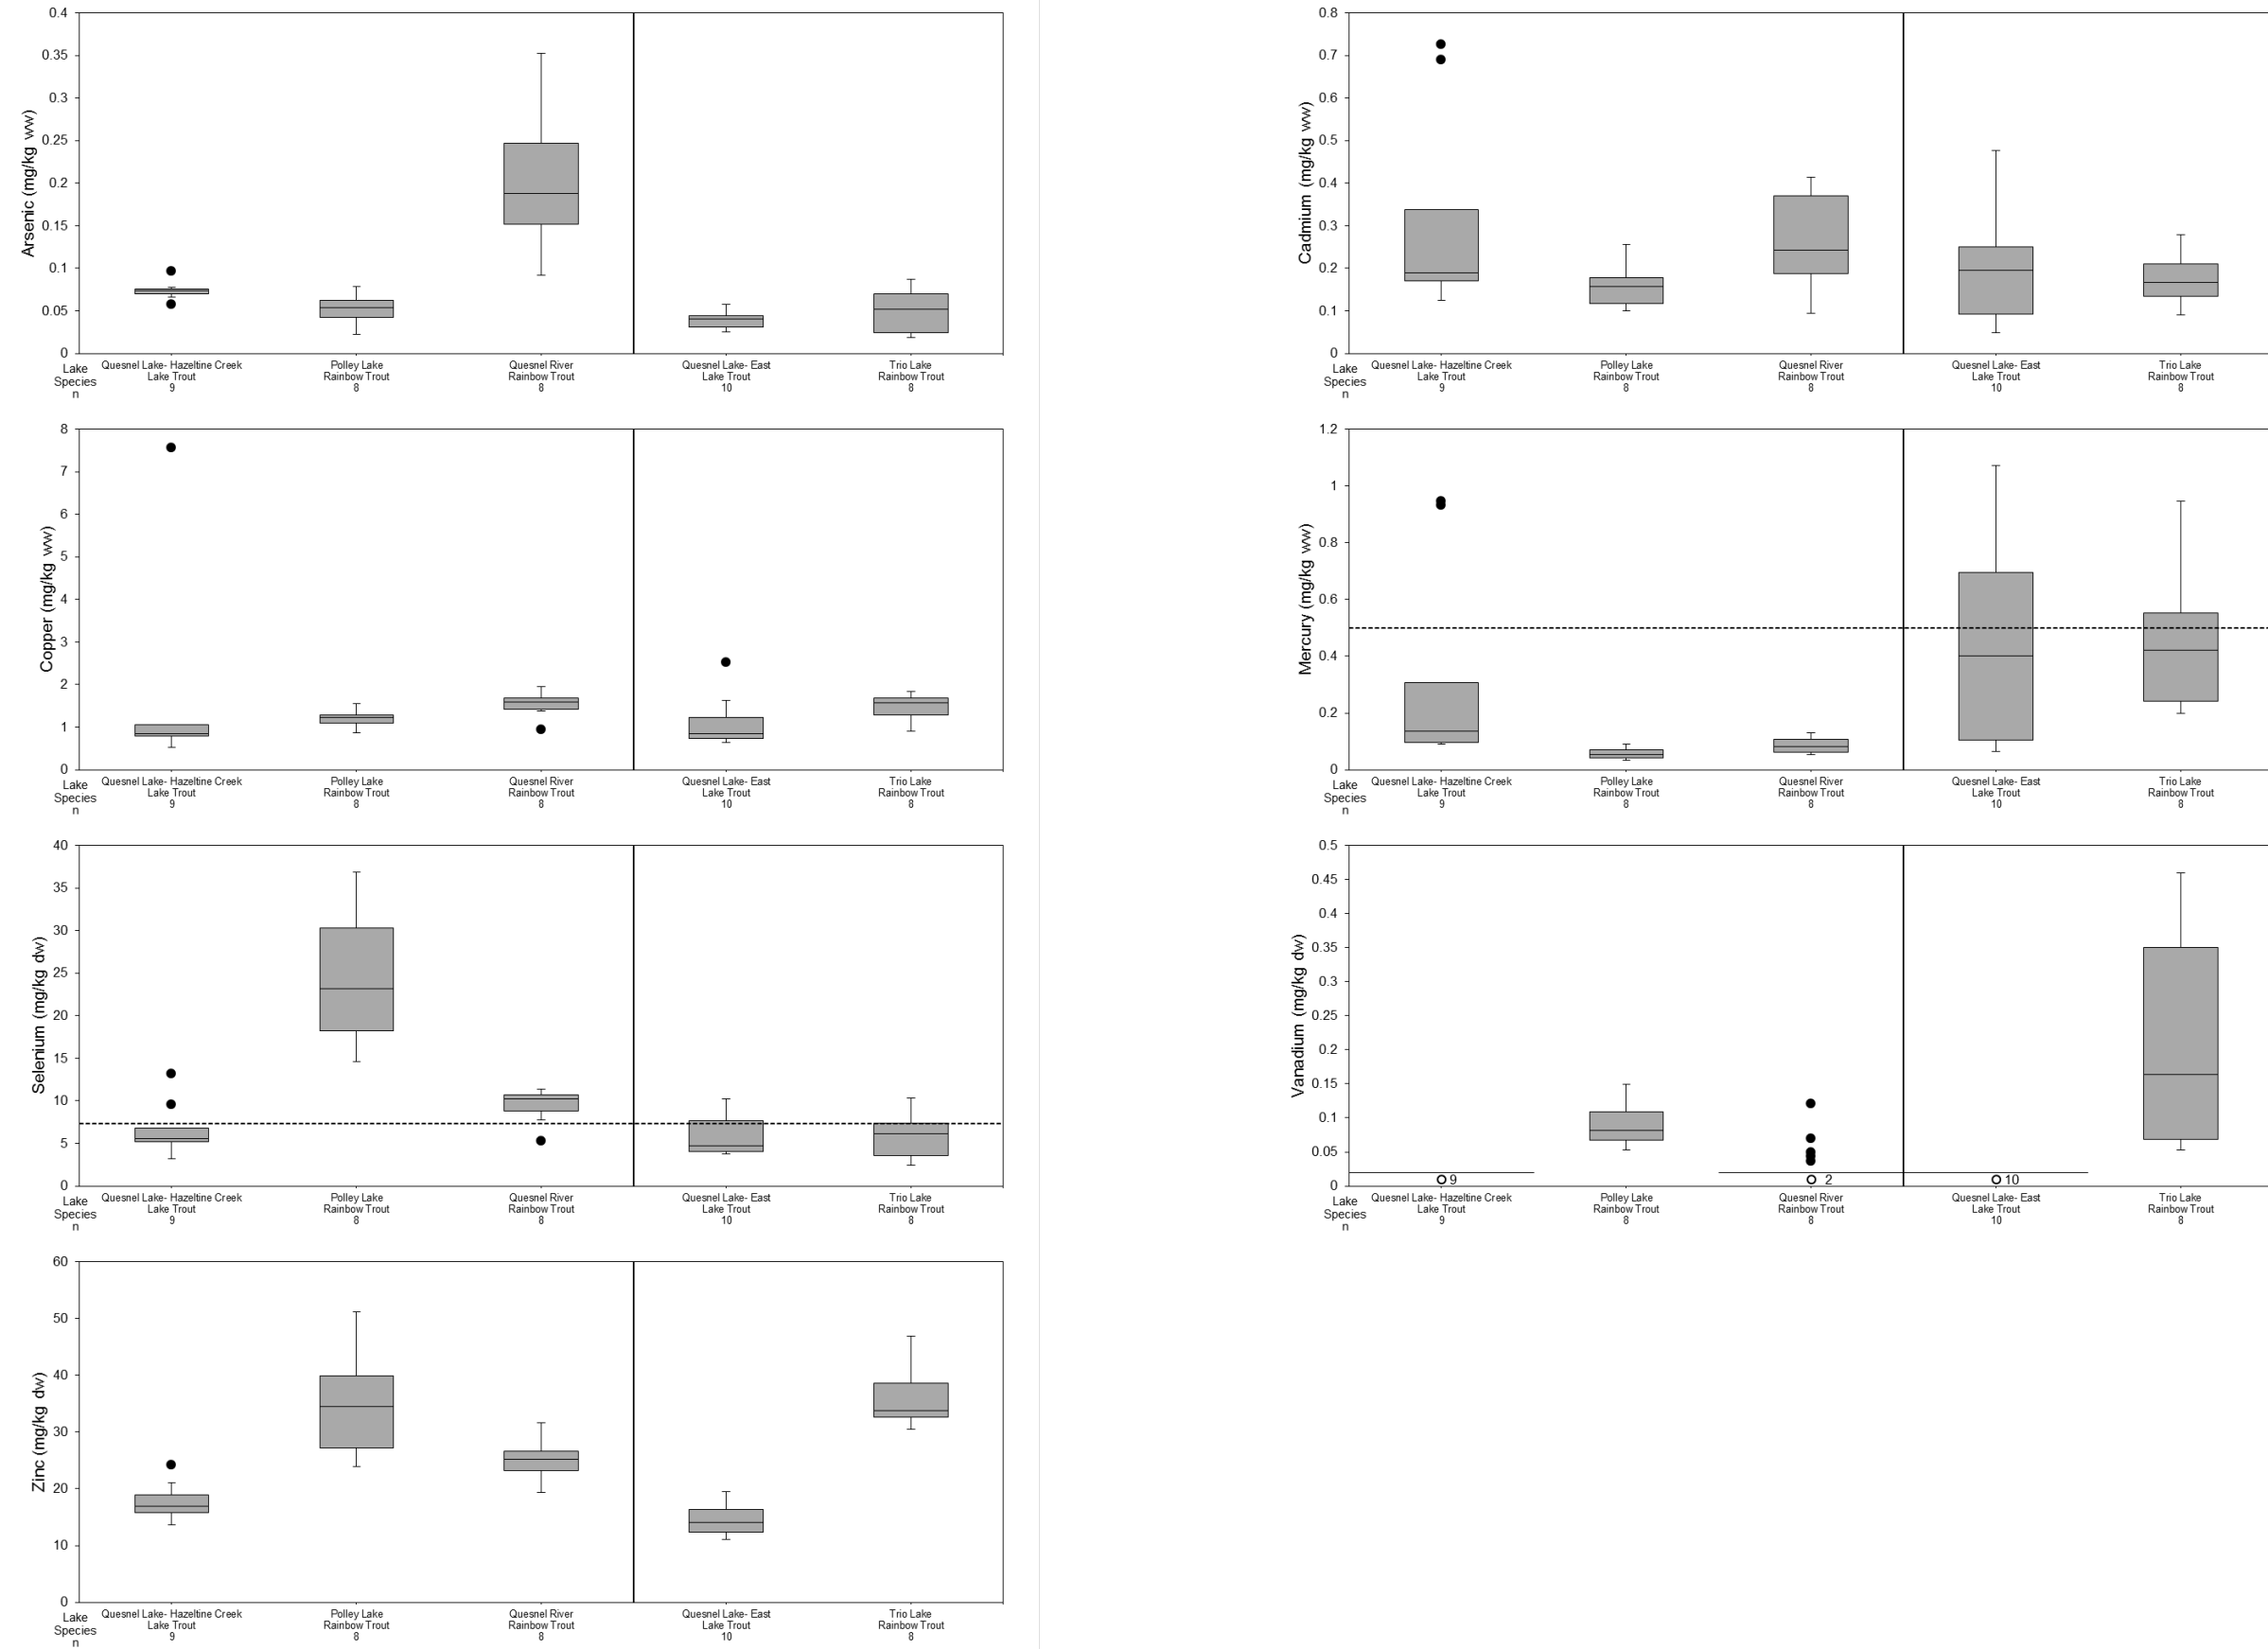 Arsenic (mg/kg ww)
0.4
0.35
0.3
0.25
0.2
0.15
0.1
0.05
0
Lake Quesnel Lake- Hazeltine Creek Polley Lake Quesnel River Quesnel Lake- East Trio Lake
Species Lake Trout Rainbow Trout Rainbow Trout Lake Trout Rainbow Trout
n 9 8 8 10 8
Cadmium (mg/kg ww)
0.8
0.7
0.6
0.5
0.4
0.3
0.2
0.1
0
Lake Quesnel Lake- Hazeltine Creek Polley Lake Quesnel River Quesnel Lake- East Trio Lake
Species Lake Trout Rainbow Trout Rainbow Trout Lake Trout Rainbow Trout
n 9 8 8 10 8
Copper (mg/kg ww)
8
7
6
5
4
3
2
1
0
Lake Quesnel Lake- Hazeltine Creek Polley Lake Quesnel River Quesnel Lake- East Trio Lake
Species Lake Trout Rainbow Trout Rainbow Trout Lake Trout Rainbow Trout
n 9 8 8 10 8
Mercury (mg/kg ww)
1.2
1
0.8
0.6
0.4
0.2
0
Lake Quesnel Lake- Hazeltine Creek Polley Lake Quesnel River Quesnel Lake- East Trio Lake
Species Lake Trout Rainbow Trout Rainbow Trout Lake Trout Rainbow Trout
n 9 8 8 10 8
Selenium (mg/kg dw)
40
35
30
25
20
15
10
5
0
Lake Quesnel Lake- Hazeltine Creek Polley Lake Quesnel River Quesnel Lake- East Trio Lake
Species Lake Trout Rainbow Trout Rainbow Trout Lake Trout Rainbow Trout
n 9 8 8 10 8
Vanadium (mg/kg dw)
0.5
0.45
0.4
0.35
0.3
0.25
0.2
0.15
0.1
0.05
0
9 2 10
Lake Quesnel Lake- Hazeltine Creek Polley Lake Quesnel River Quesnel Lake- East Trio Lake
Species Lake Trout Rainbow Trout Rainbow Trout Lake Trout Rainbow Trout
n 9 8 8 10 8
Zinc (mg/kg dw)
60
50
40
30
20
10
0
Lake Quesnel Lake- Hazeltine Creek Polley Lake Quesnel River Quesnel Lake- East Trio Lake
Species Lake Trout Rainbow Trout Rainbow Trout Lake Trout Rainbow Trout
n 9 8 8 10 8